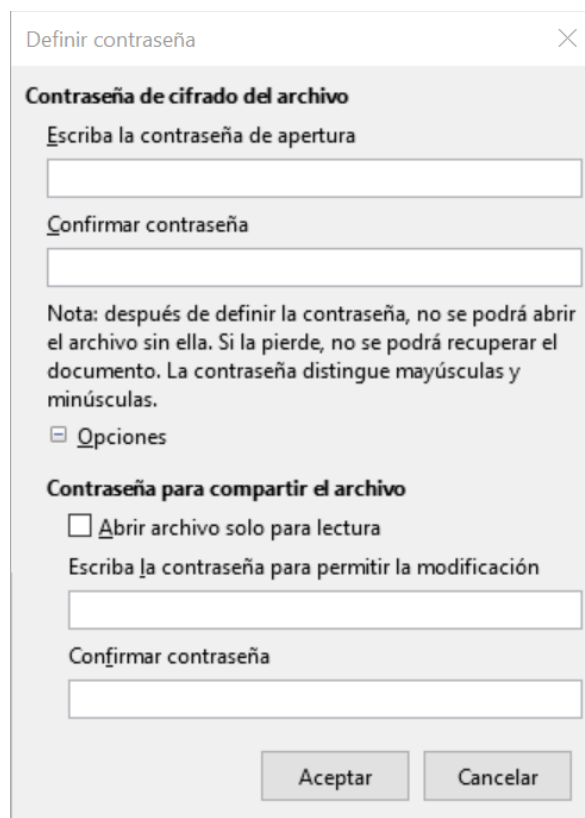 Definir contraseña
Contraseña de cifrado del archivo
Escriba la contraseña de apertura
Confirmar contraseña
Nota: después de definir la contraseña, no se podrá abrir
el archivo sin ella. Si la pierde, no se podrá recuperar el
documento. La contraseña distingue mayúsculas y
minúsculas.
Opciones
Contraseña para compartir el archivo
Abrir archivo solo para lectura
Escriba la contraseña para permitir la modificación
Confirmar contraseña
Aceptar Cancelar